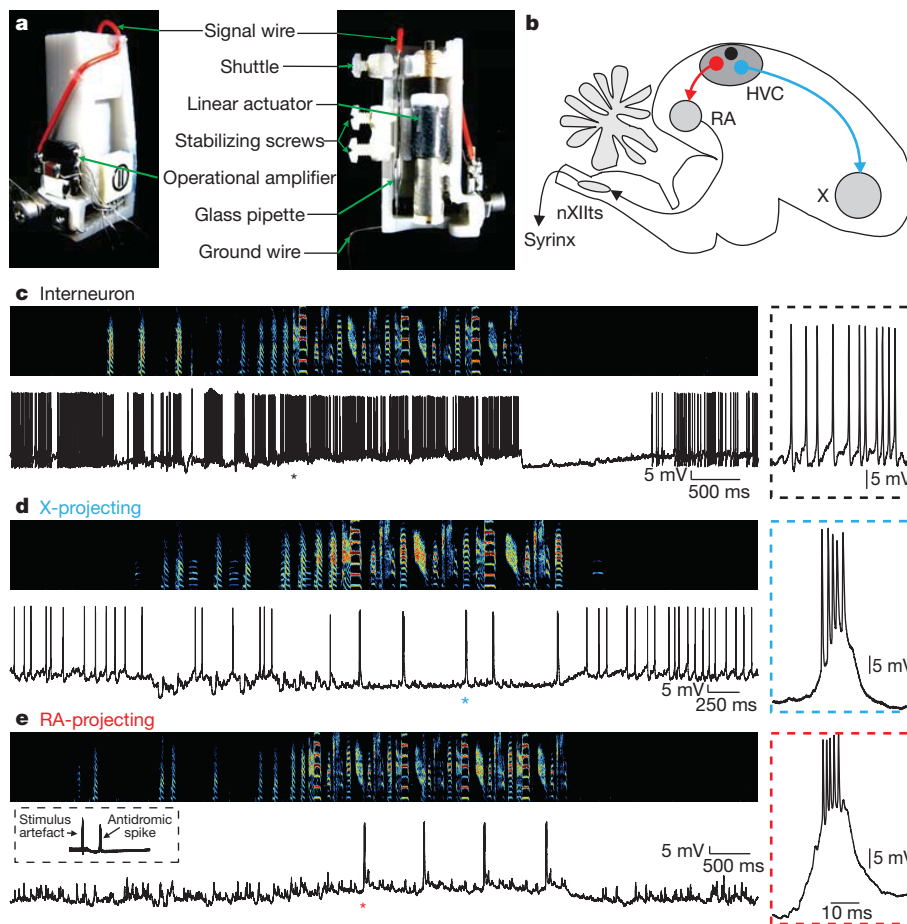 a
Signal wire
Shuttle
Linear actuator
Stabilizing screws
Operational amplifier
Glass pipette
Ground wire
b
HVC
RA
X
nXIIts
Syrinx
c Interneuron
*
5 mV
500 ms
5 mV
d X-projecting
*
5 mV
250 ms
5 mV
e RA-projecting
Stimulus
artefact
Antidromic
spike
*
5 mV
500 ms
5 mV
10 ms